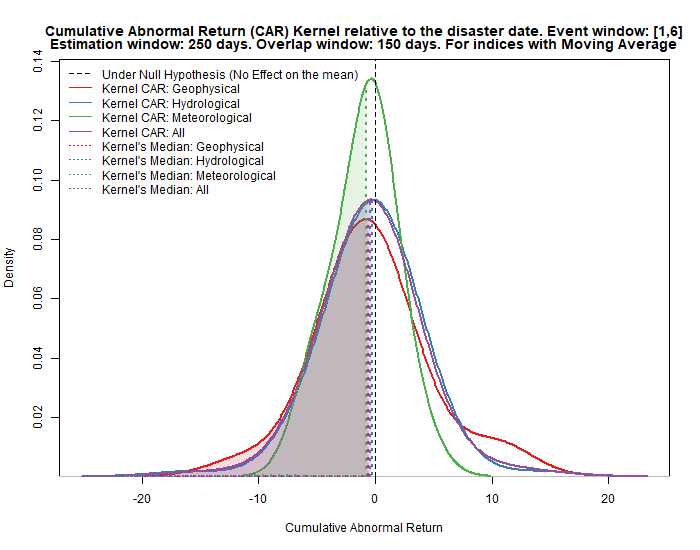 Cumulative Abnormal Return (CAR) Kernel relative to the disaster date. Event window: [1,6]
Estimation window: 250 days. Overlap window: 150 days. For indices with Moving Average
Under Null Hypothesis (No Effect on the mean)
Kernel CAR: Geophysical
Kernel CAR: Hydrological
Kernel CAR: Meteorological
Kernel CAR: All
Kernel's Median: Geophysical
Kernel's Median: Hydrological
Kernel's Median: Meteorological
Kernel's Median: All
0.14
0.12
0.10
0.08
0.06
0.04
0.02
Density
-20 -10 0 10 20
Cumulative Abnormal Return